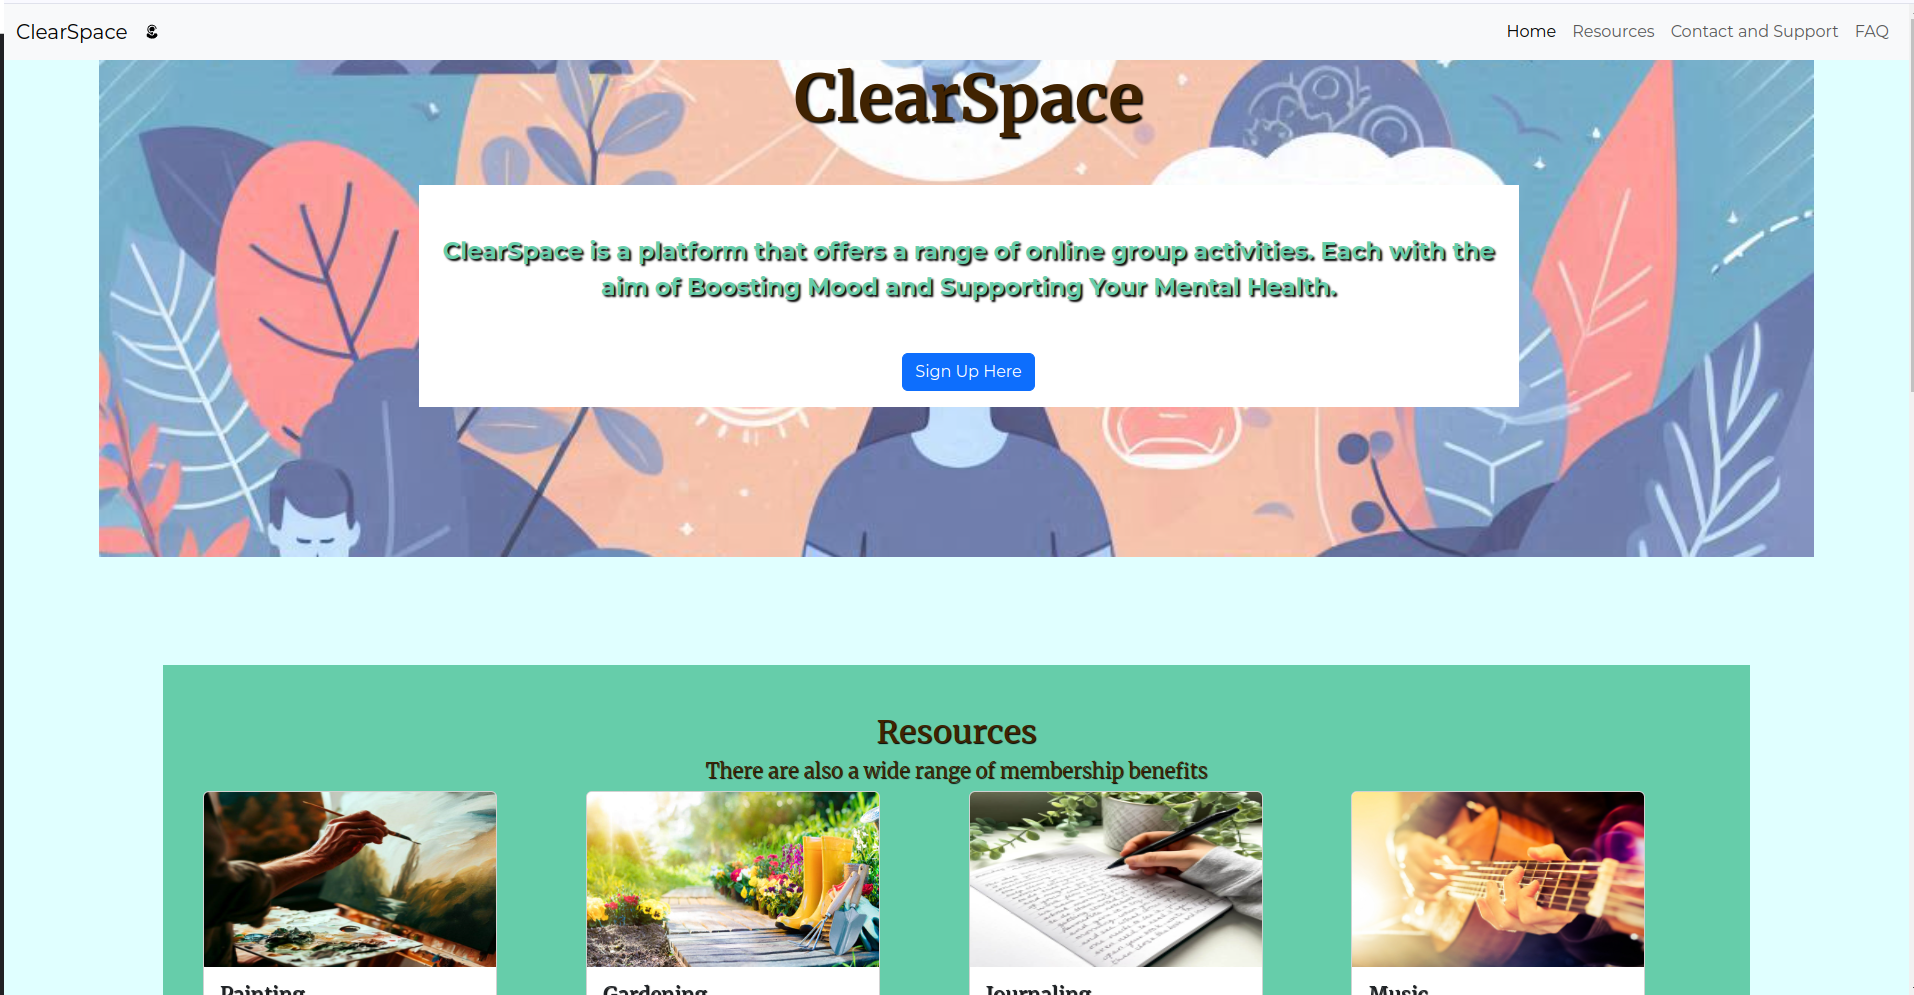 ClearSpace
Home Resources Contact and Support FAQ
ClearSpace
ClearSpace is a platform that offers a range of online group activities. Each with the
aim of Boosting Mood and Supporting Your Mental Health.
Sign Up Here
Resources
There are also a wide range of membership benefits
Painting Gardening Journaling Music